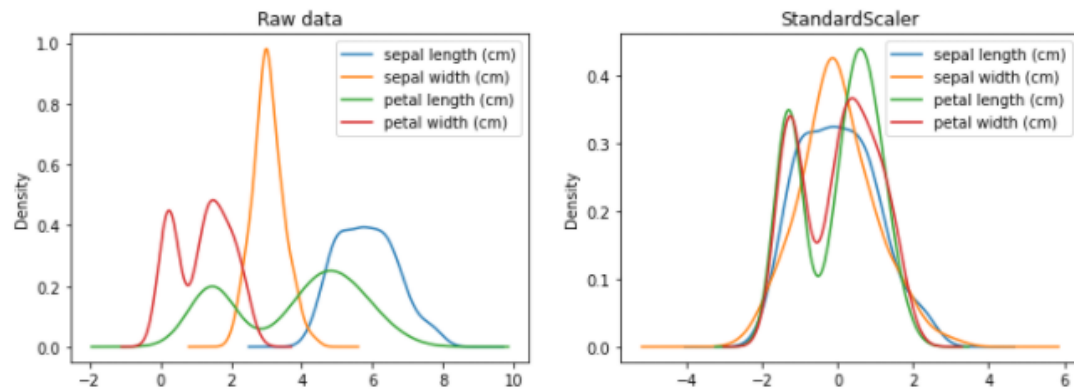 Raw data
sepal length (cm)
sepal width (cm)
petal length (cm)
petal width (cm)
Density
1.0
0.8
0.6
0.4
0.2
0.0
−2 0 2 4 6 8 10
StandardScaler
sepal length (cm)
sepal width (cm)
petal length (cm)
petal width (cm)
Density
0.4
0.3
0.2
0.1
0.0
−4 −2 0 2 4 6